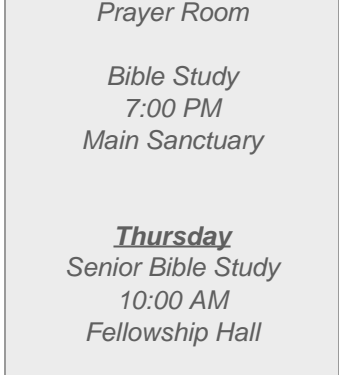 Prayer Room
Bible Study
7:00 PM
Main Sanctuary
Thursday
Senior Bible Study
10:00 AM
Fellowship Hall